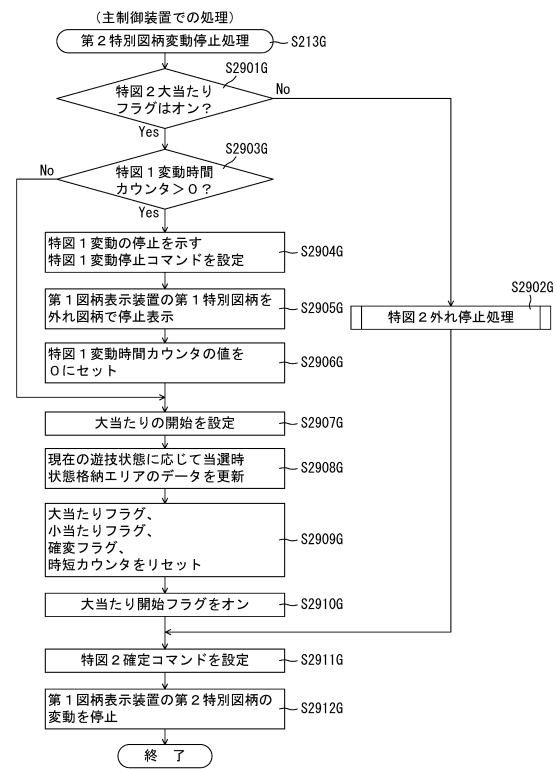 (主制御装置での処理)
第2特別図柄変動停止処理
S213G
S2901G
特図2大当たり
フラグはオン?
No
Yes
S2903G
特図1変動時間
カウンタ>0?
No
Yes
特図1変動の停止を示す
特図1変動停止コマンドを設定
S2904G
S2902G
特図2外れ停止処理
第1図柄表示装置の第1特別図柄を
外れ図柄で停止表示
S2905G
特図1変動時間カウンタの値を
0にセット
S2906G
大当たりの開始を設定
S2907G
現在の遊技状態に応じて当選時
状態格納エリアのデータを更新
S2908G
大当たりフラグ、
小当たりフラグ、
確変フラグ、
時短カウンタをリセット
S2909G
大当たり開始フラグをオン
S2910G
特図2確定コマンドを設定
S2911G
第1図柄表示装置の第2特別図柄の
変動を停止
S2912G
終 了